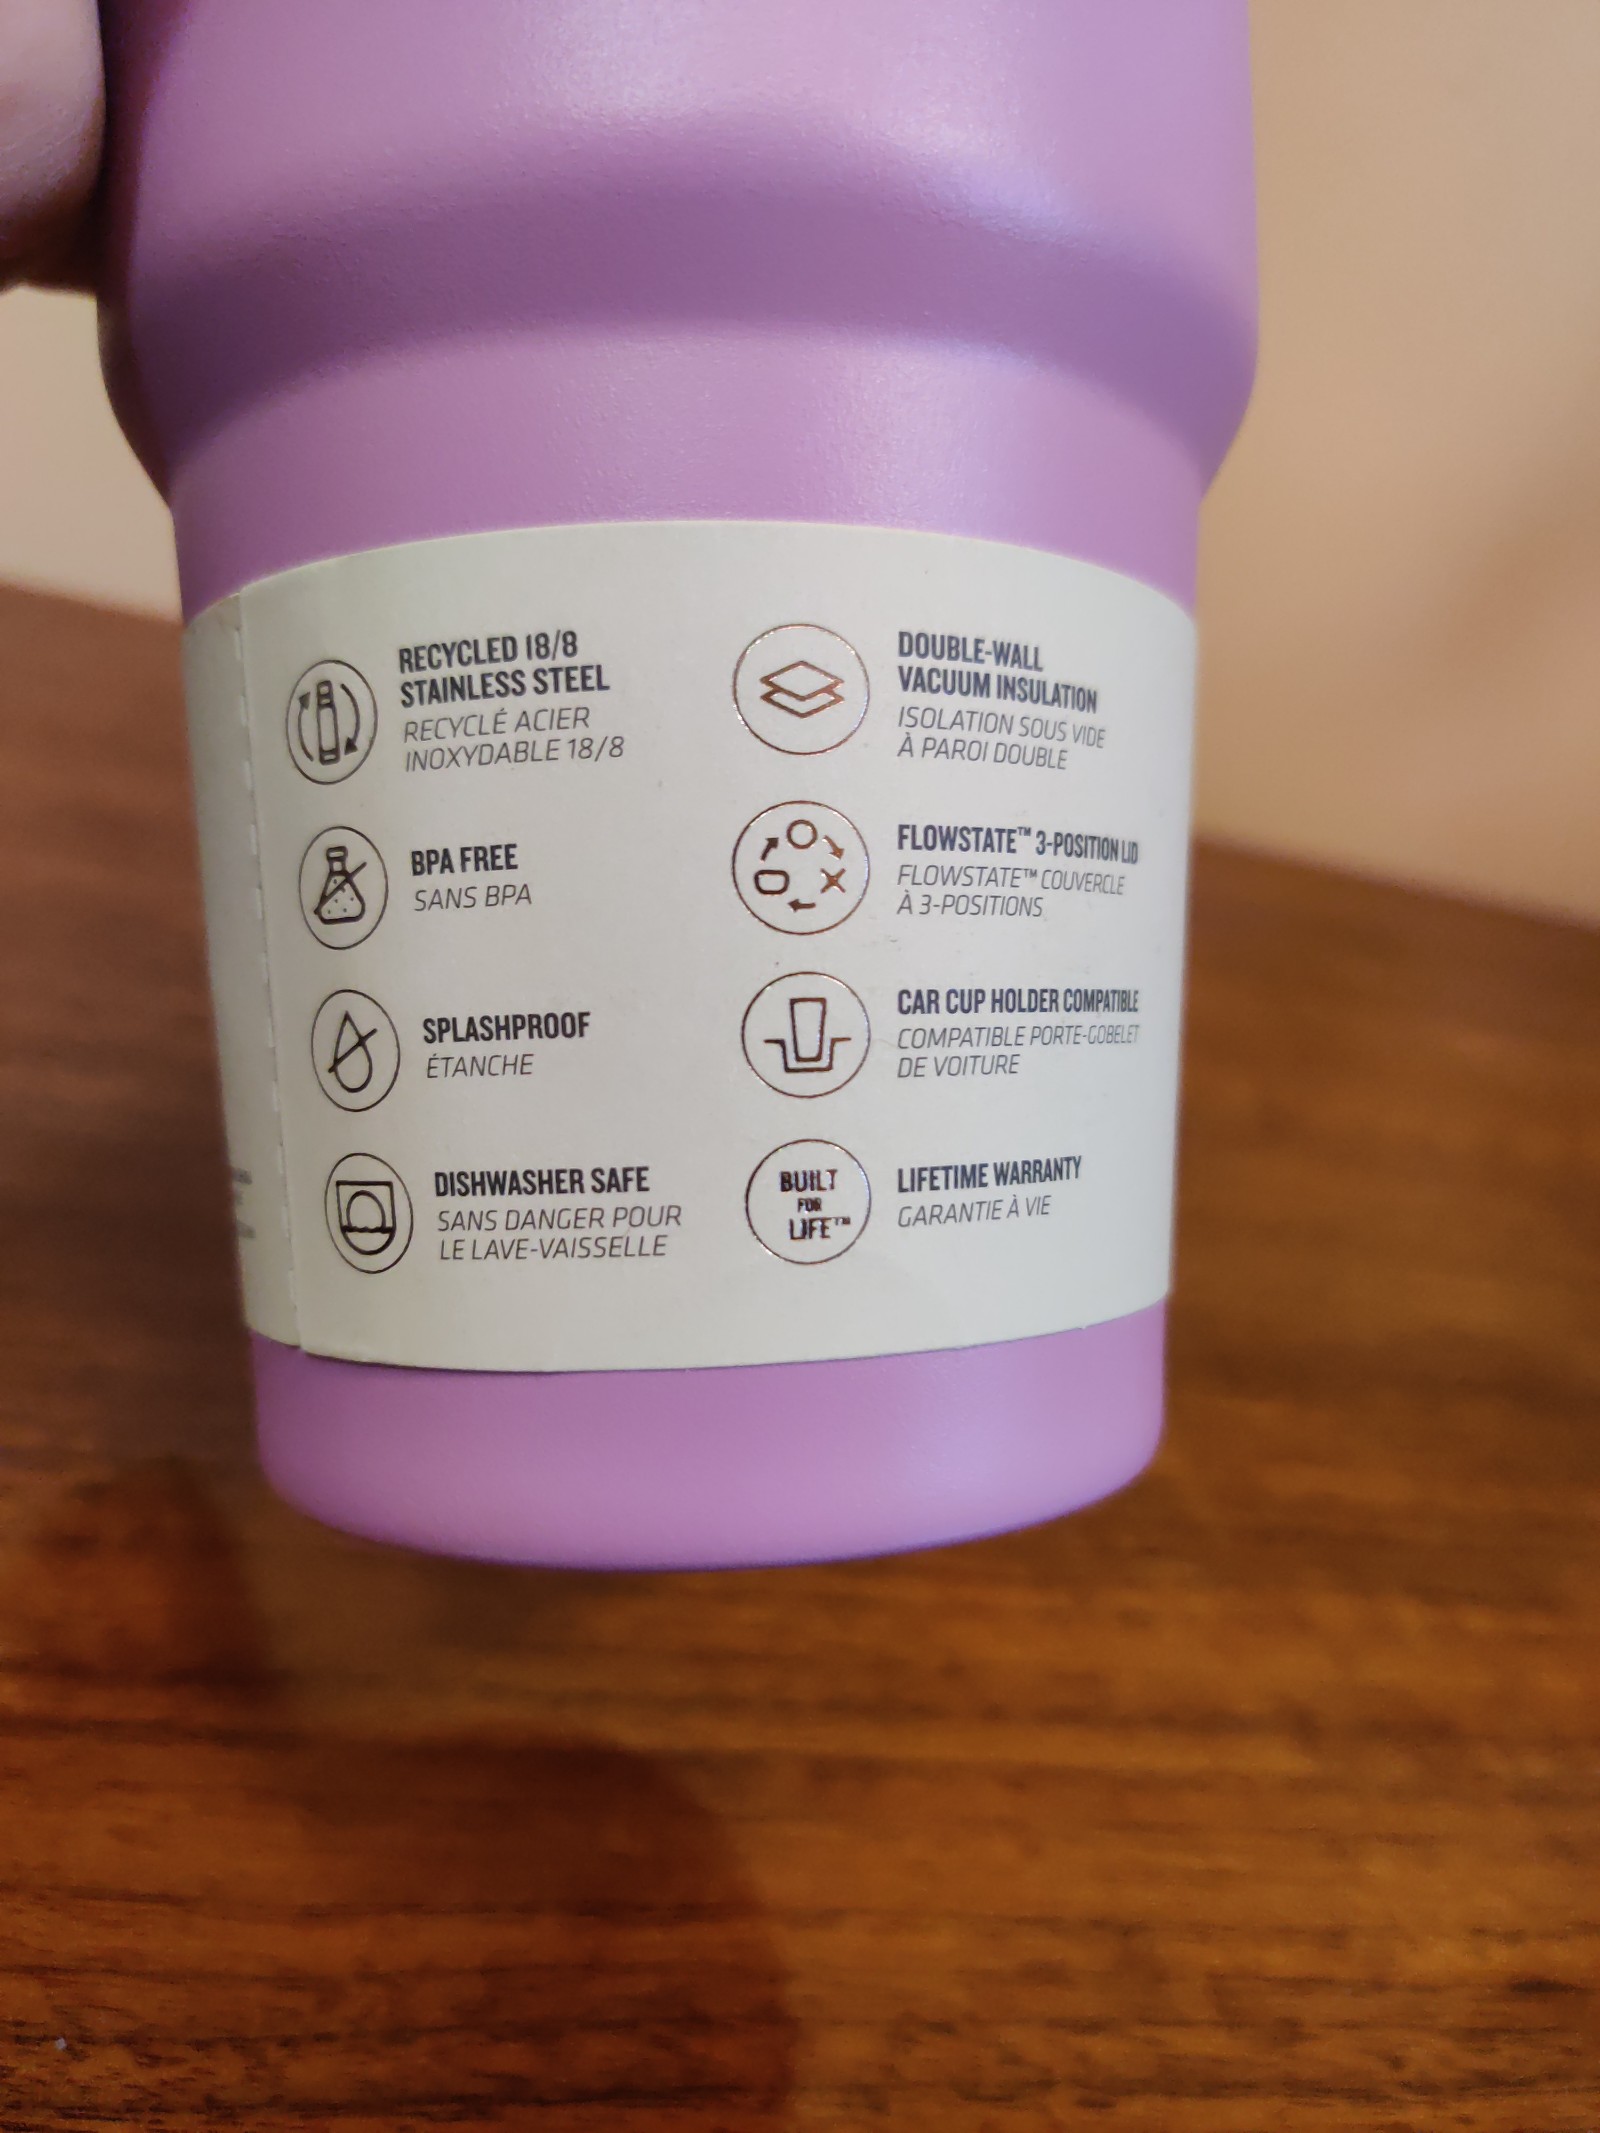 RECYCLED 18/8
STAINLESS STEEL
RECYCLÉ ACIER
INOXYDABLE 18/8
BPA FREE
SANS BPA
SPLASHPROOF
ÉTANCHE
DISHWASHER SAFE
SANS DANGER POUR
LE LAVE-VAISSELLE
DOUBLE-WALL
VACUUM INSULATION
ISOLATION SOUS VIDE
À PAROI DOUBLE
FLOWSTATE™ 3-POSITION LID
FLOWSTATE™ COUVERCLE
À 3-POSITIONS
CAR CUP HOLDER COMPATIBLE
COMPATIBLE PORTE-GOBELET
DE VOITURE
BUILT
FOR
LIFE™
LIFETIME WARRANTY
GARANTIE À VIE